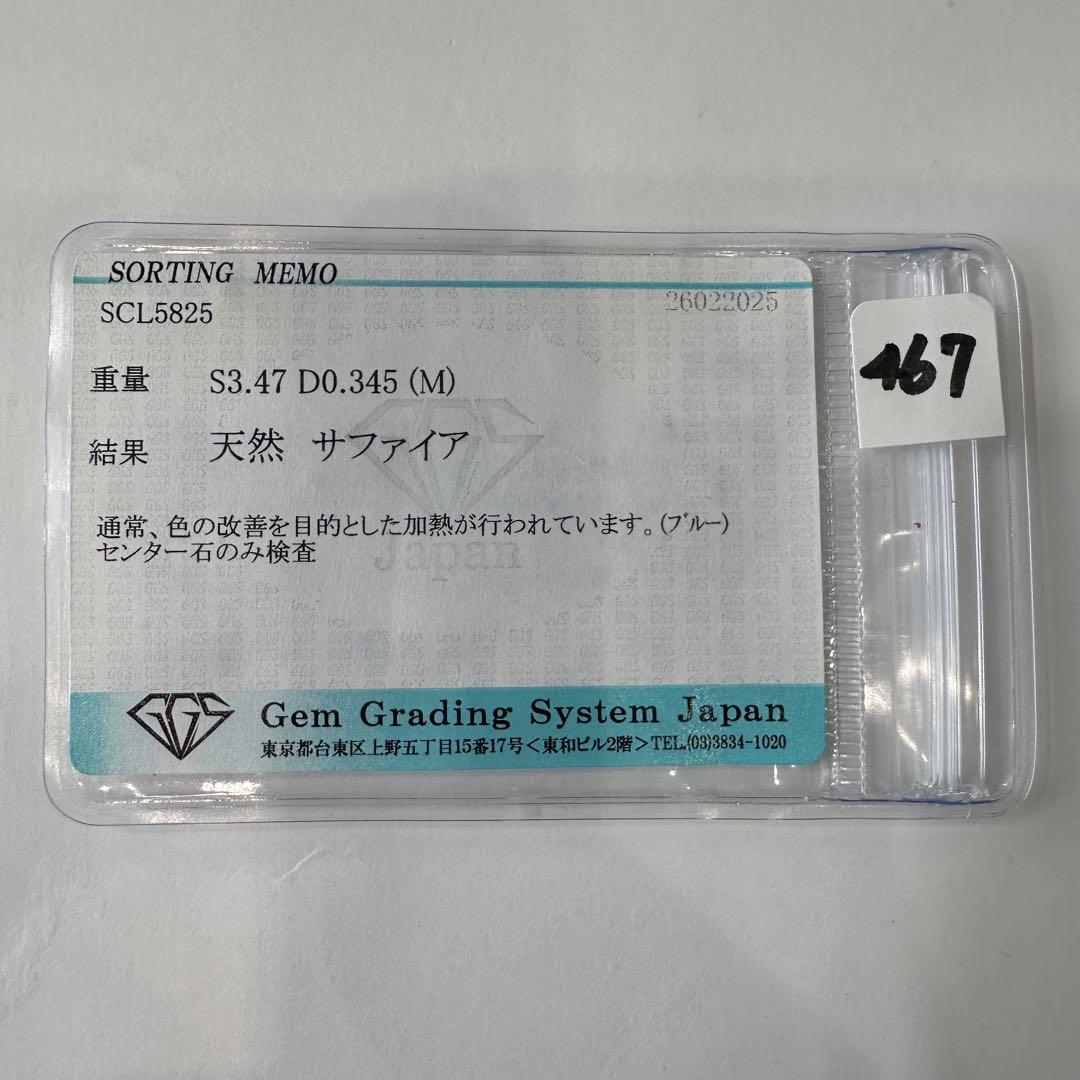 SORTING MEMO
SCL5825
26022025
467
重量 S3.47 D0.345 (M)
結果 天然 サファイア
通常、色の改善を目的とした加熱が行われています。(ブルー)
センター石のみ検査
Japan
GGS Gem Grading System Japan
東京都台東区上野五丁目15番17号＜東和ビル2階＞TEL.(03)3834-1020